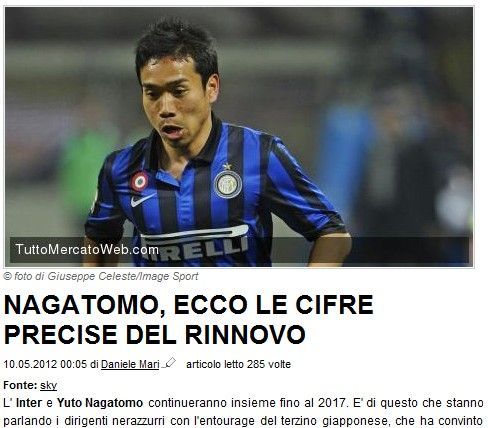 PIRELLI
TuttoMercatoWeb.com
© foto di Giuseppe Celeste/Image Sport
NAGATOMO, ECCO LE CIFRE
PRECISE DEL RINNOVO
10.05.2012 00:05 di Daniele Mari articolo letto 285 volte
Fonte: sky
L' Inter e Yuto Nagatomo continueranno insieme fino al 2017. E' di questo che stanno
parlando i dirigenti nerazzurri con l'entourage del terzino giapponese, che ha convinto